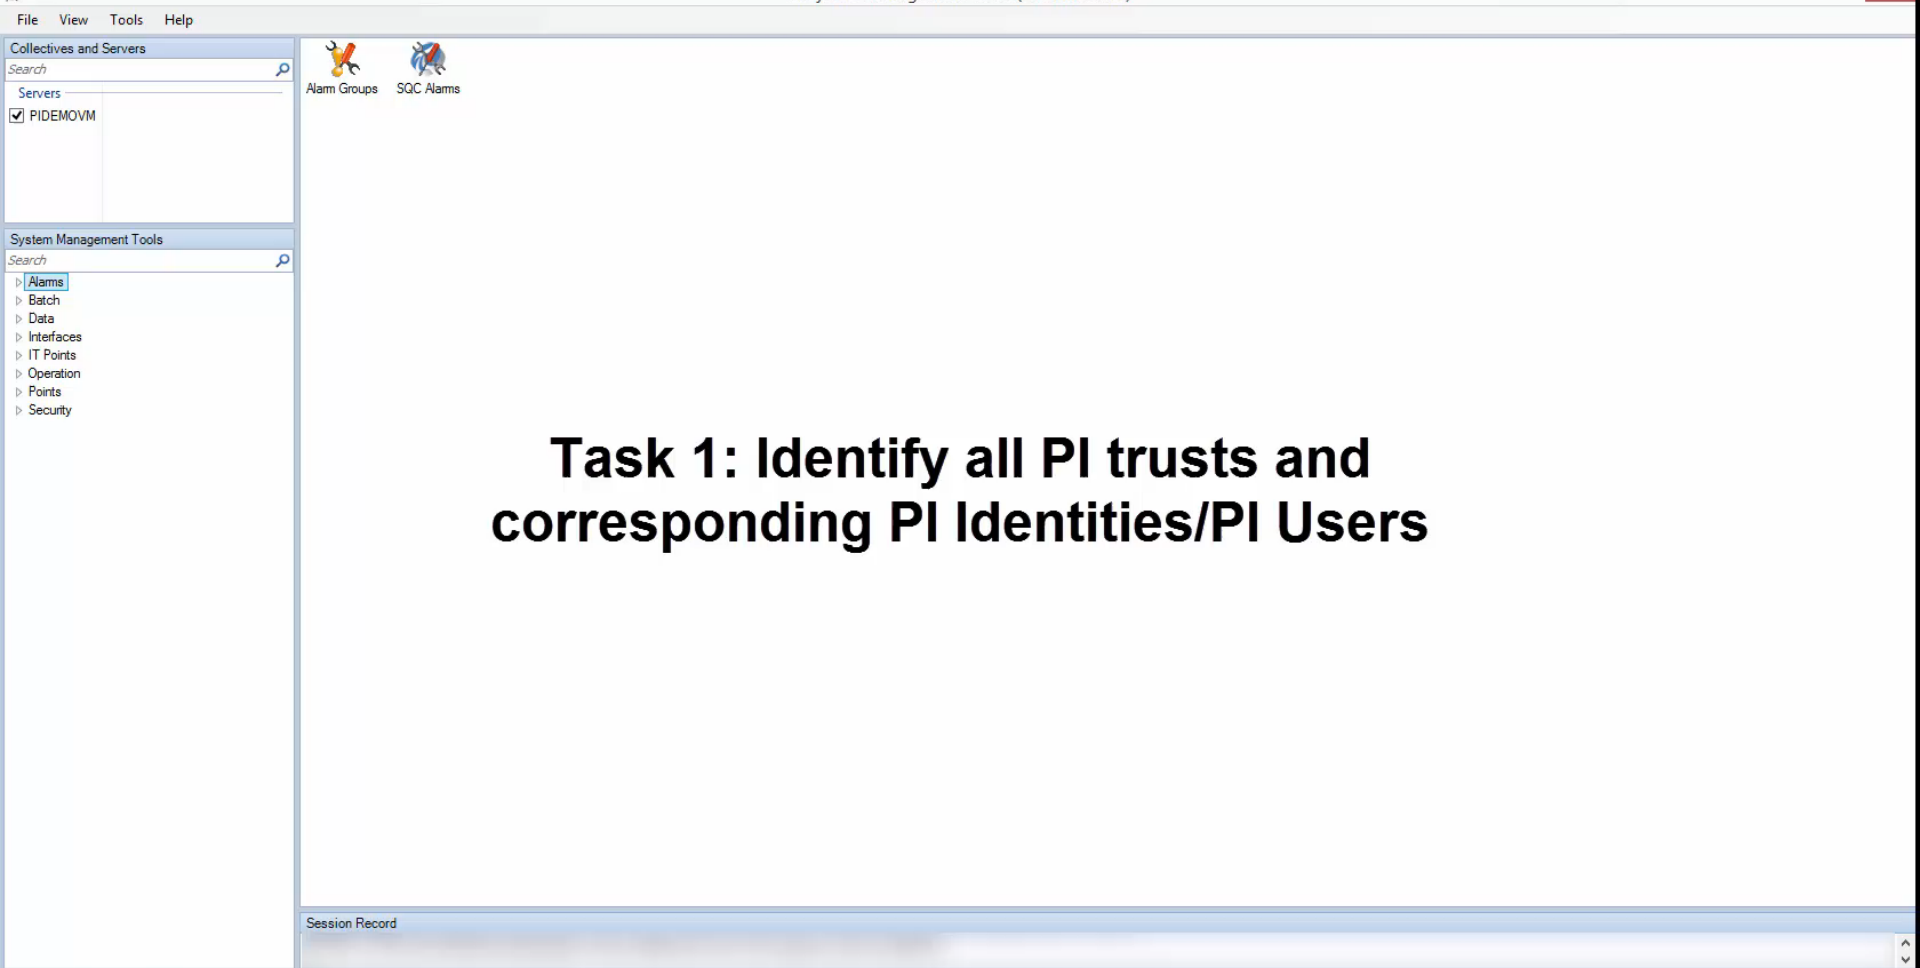 File View Tools Help
Collectives and Servers
Search
Servers
PIDEMOVM
System Management Tools
Search
Alarms
Batch
Data
Interfaces
IT Points
Operation
Points
Security
Alarm Groups SQC Alarms
Task 1: Identify all PI trusts and
corresponding PI Identities/PI Users
Session Record